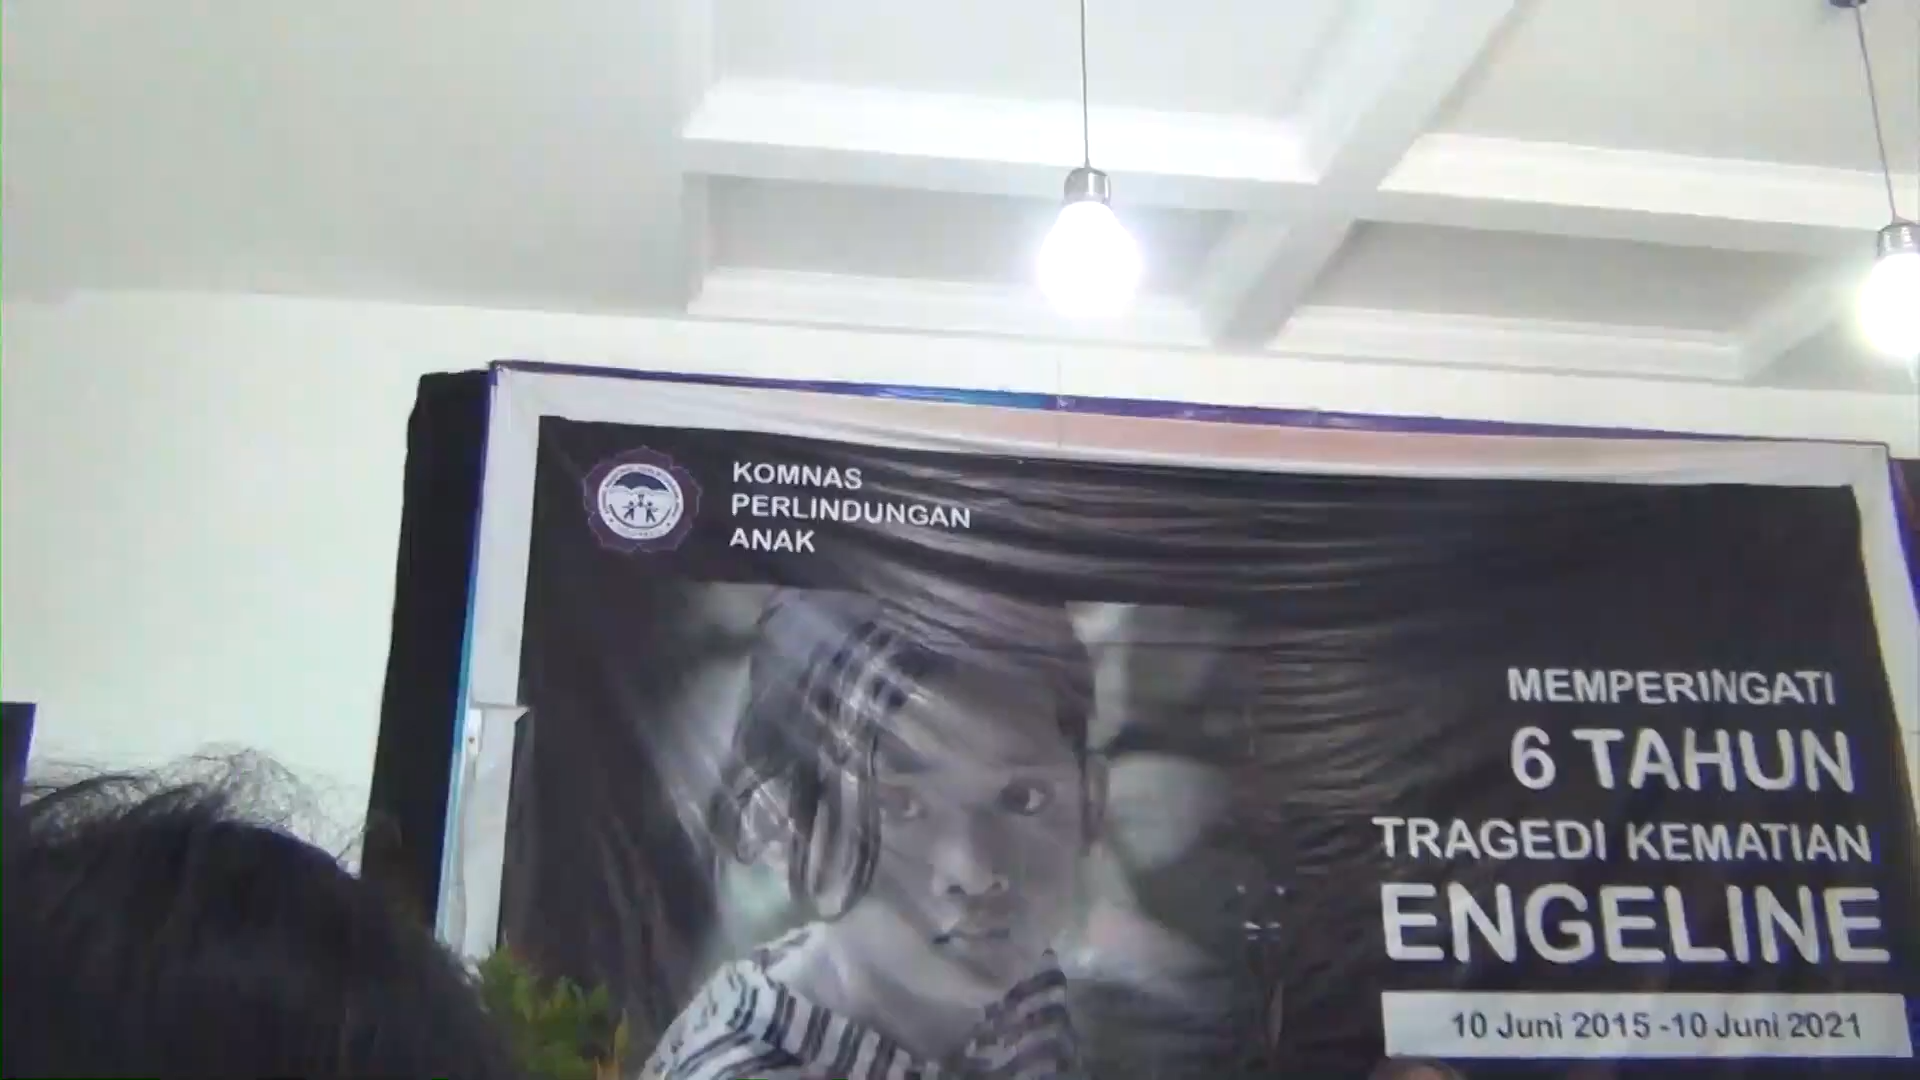 KOMNAS
PERLINDUNGAN
ANAK
MEMPERINGATI
6 TAHUN
TRAGEDI KEMATIAN
ENGELINE
10 Juni 2015 -10 Juni 2021